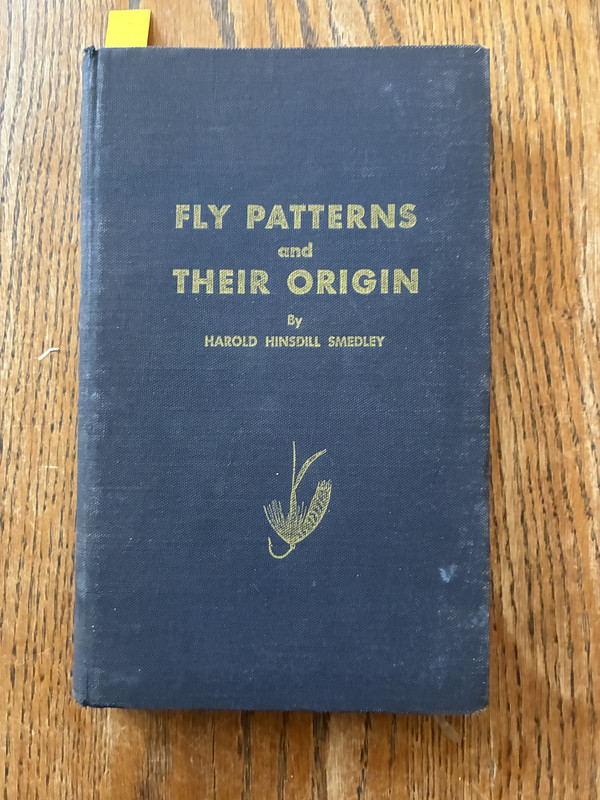 FLY PATTERNS
and
THEIR ORIGIN
By
HAROLD HINSDILL SMEDLEY